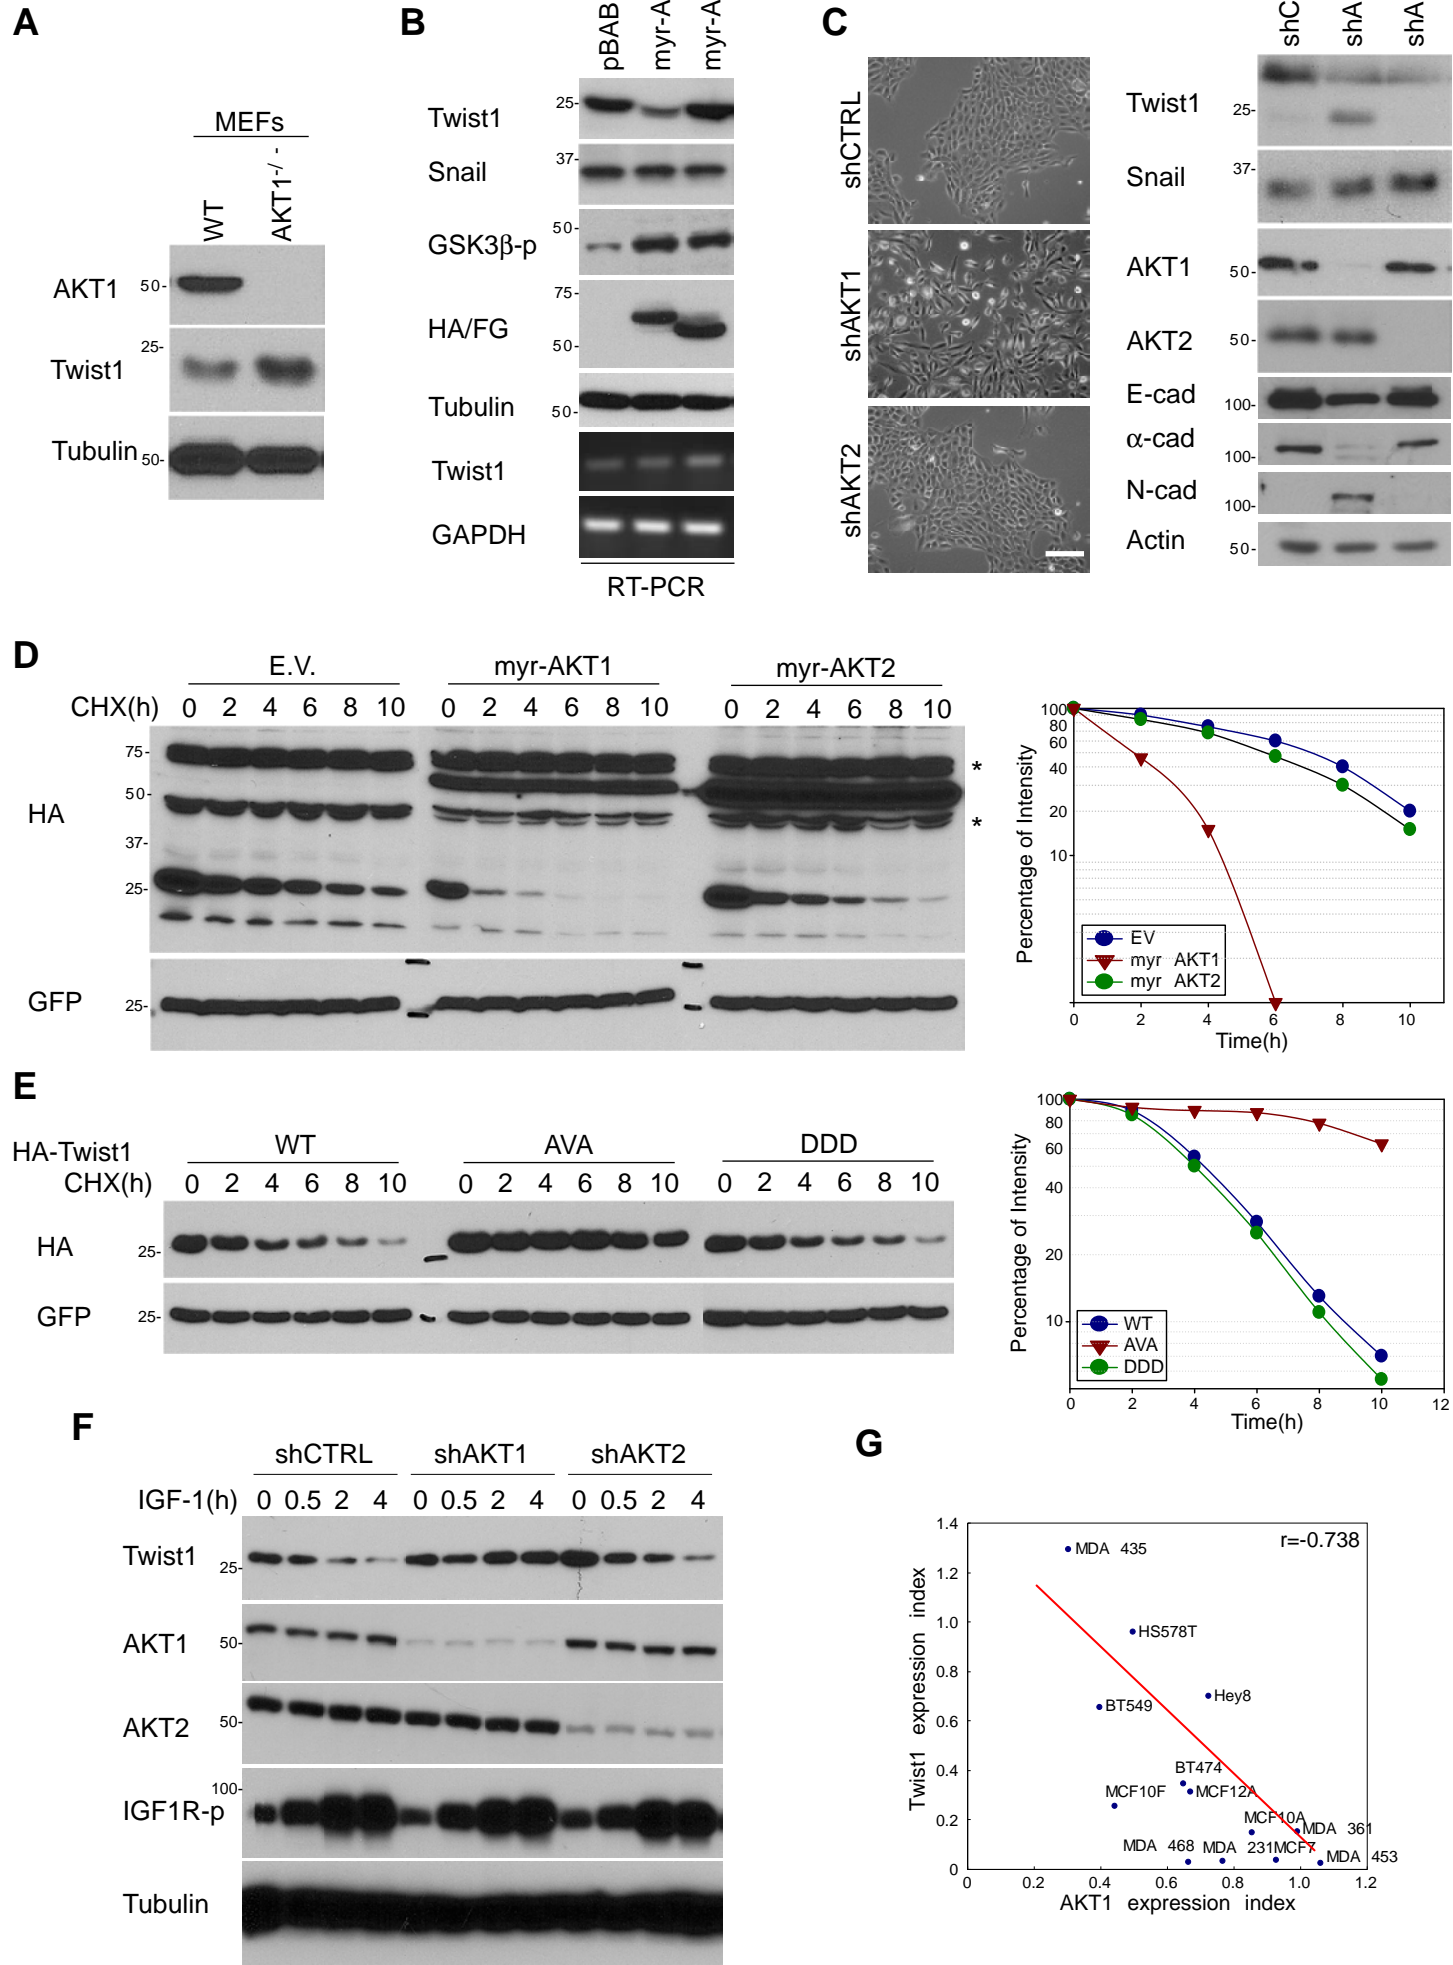 A
MEFs
WT
AKT1-/-
AKT1
50-
Twist1
25-
Tubulin
50-
B
pBAB
myr-A
myr-A
Twist1
25-
Snail
37-
GSK3β-p
50-
HA/FG
75-
50-
Tubulin
50-
Twist1
GAPDH
RT-PCR
C
shCTRL
shAKT1
shAKT2
shC
shA
shA
Twist1
25-
Snail
37-
AKT1
50-
AKT2
50-
E-cad
100-
α-cad
100-
N-cad
100-
Actin
50-
D
E.V.
myr-AKT1
myr-AKT2
CHX(h)
0 2 4 6 8 10
0 2 4 6 8 10
0 2 4 6 8 10
HA
75-
50-
37-
25-
*
*
GFP
25-
Percentage of Intensity
100
80
60
40
20
10
EV
myr AKT1
myr AKT2
0 2 4 6 8 10
Time(h)
E
HA-Twist1
WT
AVA
DDD
CHX(h)
0 2 4 6 8 10
0 2 4 6 8 10
0 2 4 6 8 10
HA
25-
GFP
25-
Percentage of Intensity
100
80
60
40
20
10
WT
AVA
DDD
0 2 4 6 8 10 12
Time(h)
F
shCTRL
shAKT1
shAKT2
IGF-1(h)
0 0.5 2 4
0 0.5 2 4
0 0.5 2 4
Twist1
25-
AKT1
50-
AKT2
50-
IGF1R-p
100-
Tubulin
G
r=-0.738
Twist1 expression index
1.4
1.2
1.0
0.8
0.6
0.4
0.2
0
MDA 435
HS578T
Hey8
BT549
BT474
MCF10F
MCF12A
MCF10A
MDA 361
MDA 468
MDA 231
MCF7
MDA 453
0 0.2 0.4 0.6 0.8 1.0 1.2
AKT1 expression index